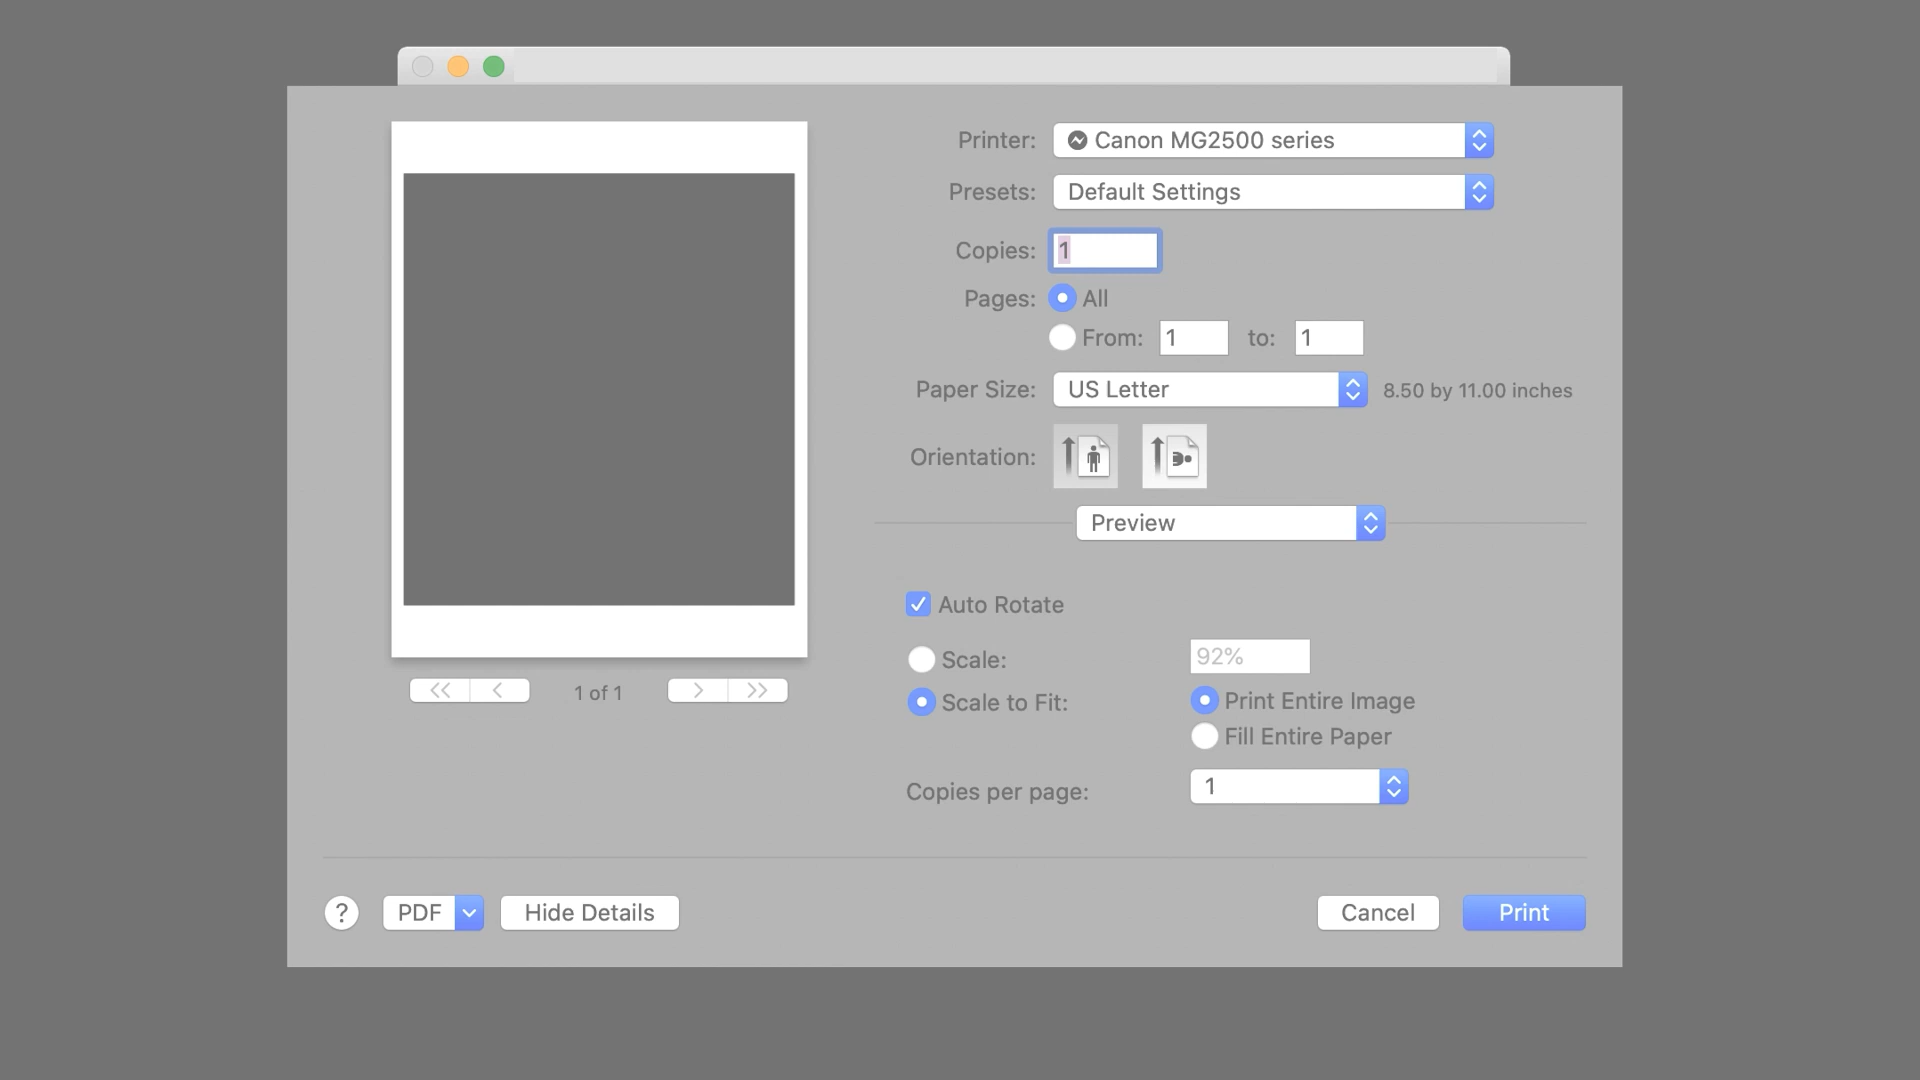 Printer: Canon MG2500 series
Presets: Default Settings
Copies: 1
Pages: All
From: 1 to: 1
Paper Size: US Letter 8.50 by 11.00 inches
Orientation:
Preview
Auto Rotate
Scale: 92%
1 of 1
Scale to Fit: Print Entire Image
Fill Entire Paper
Copies per page: 1
? PDF Hide Details Cancel Print